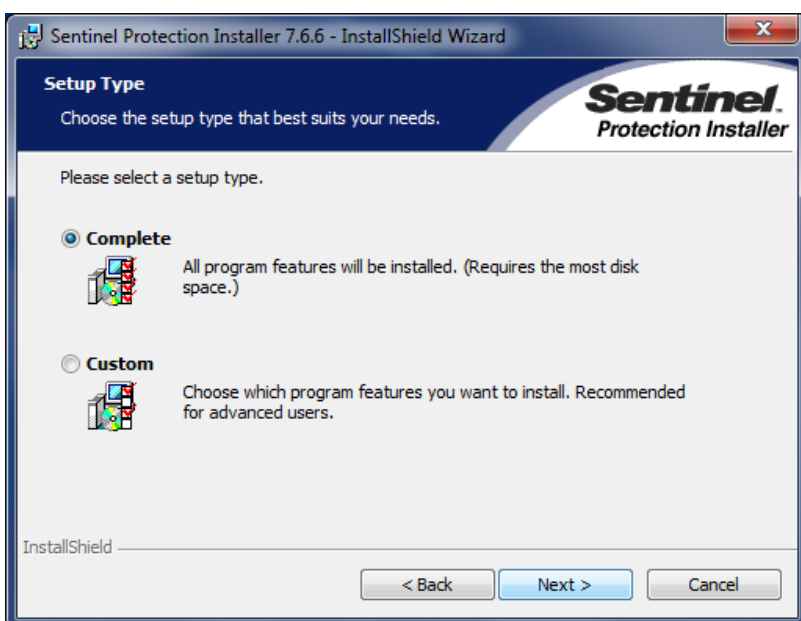 Sentinel Protection Installer 7.6.6 - InstallShield Wizard
Setup Type
Choose the setup type that best suits your needs.
Sentinel.
Protection Installer
Please select a setup type.
Complete
All program features will be installed. (Requires the most disk
space.)
Custom
Choose which program features you want to install. Recommended
for advanced users.
InstallShield
< Back
Next >
Cancel